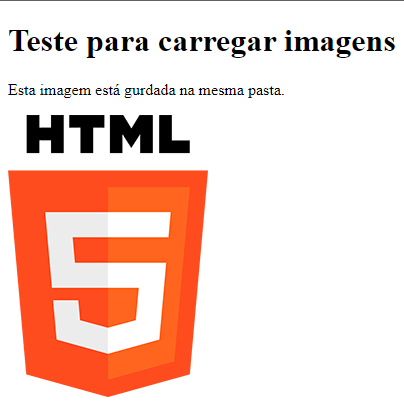 Teste para carregar imagens
Esta imagem está gurdada na mesma pasta.
HTML
5